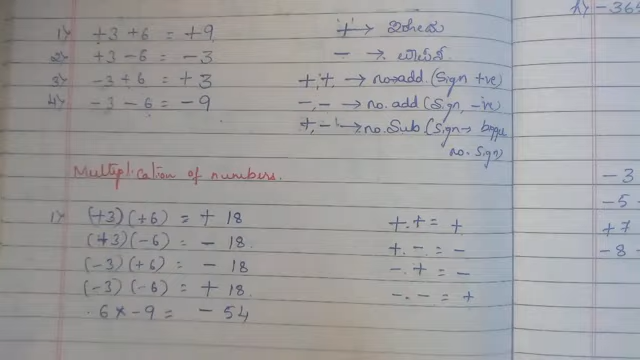 1) +3 + 6 = +9
2) +3 - 6 = -3
3) -3 + 6 = +3
4) -3 - 6 = -9
+ →
- →
+,+ → no.add (Sign +ve)
-,- → no.add (Sign, -ve)
+,- → no.Sub. (Sign →
no. Sign)
Multiplication of numbers.
1) (+3)(+6) = + 18
(+3)(-6) = - 18.
(-3)(+6) = - 18
(-3)(-6) = + 18.
6 x -9 = - 54
+.+ = +
+.- = -
-.+ = -
-.- = +
-365
-3
-5
+7
-8